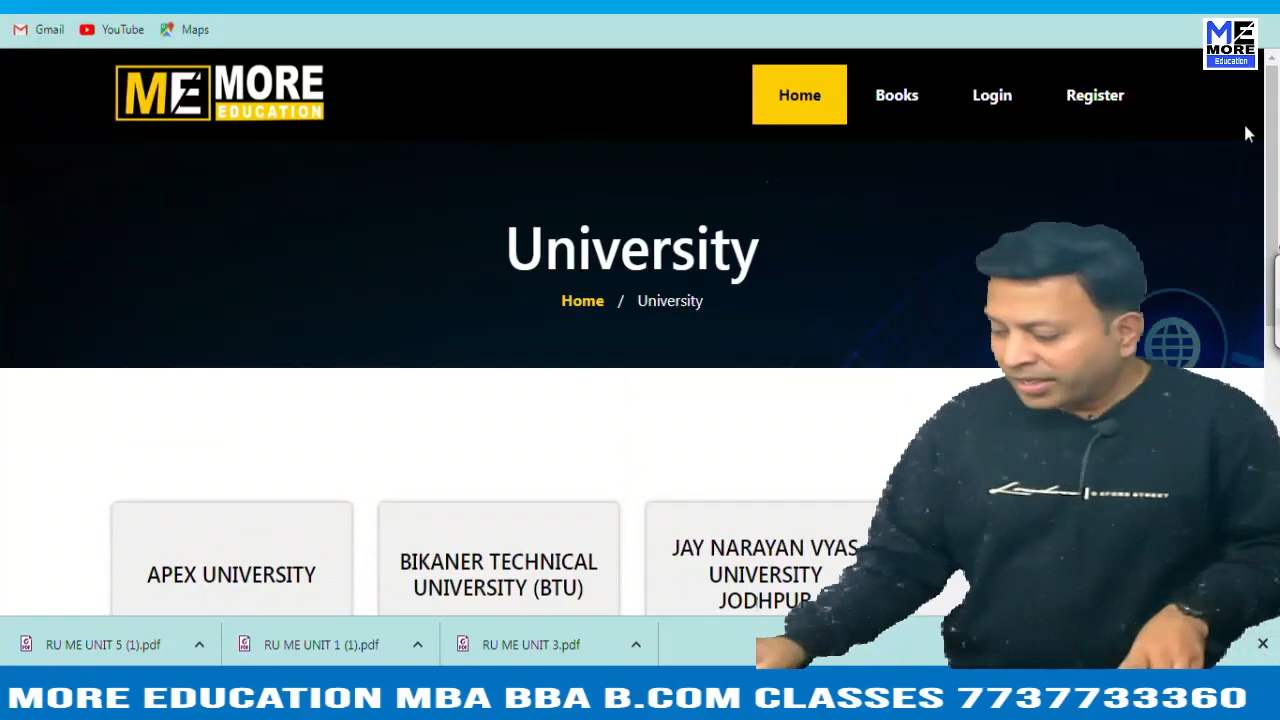 Gmail YouTube Maps
ME MORE EDUCATION
Home Books Login Register
ME
MORE
Education
University
Home / University
APEX UNIVERSITY
BIKANER TECHNICAL
UNIVERSITY (BTU)
JAY NARAYAN VYAS
UNIVERSITY
JODHPUR
RU ME UNIT 5 (1).pdf
RU ME UNIT 1 (1).pdf
RU ME UNIT 3.pdf
MORE EDUCATION MBA BBA B.COM CLASSES 7737733360